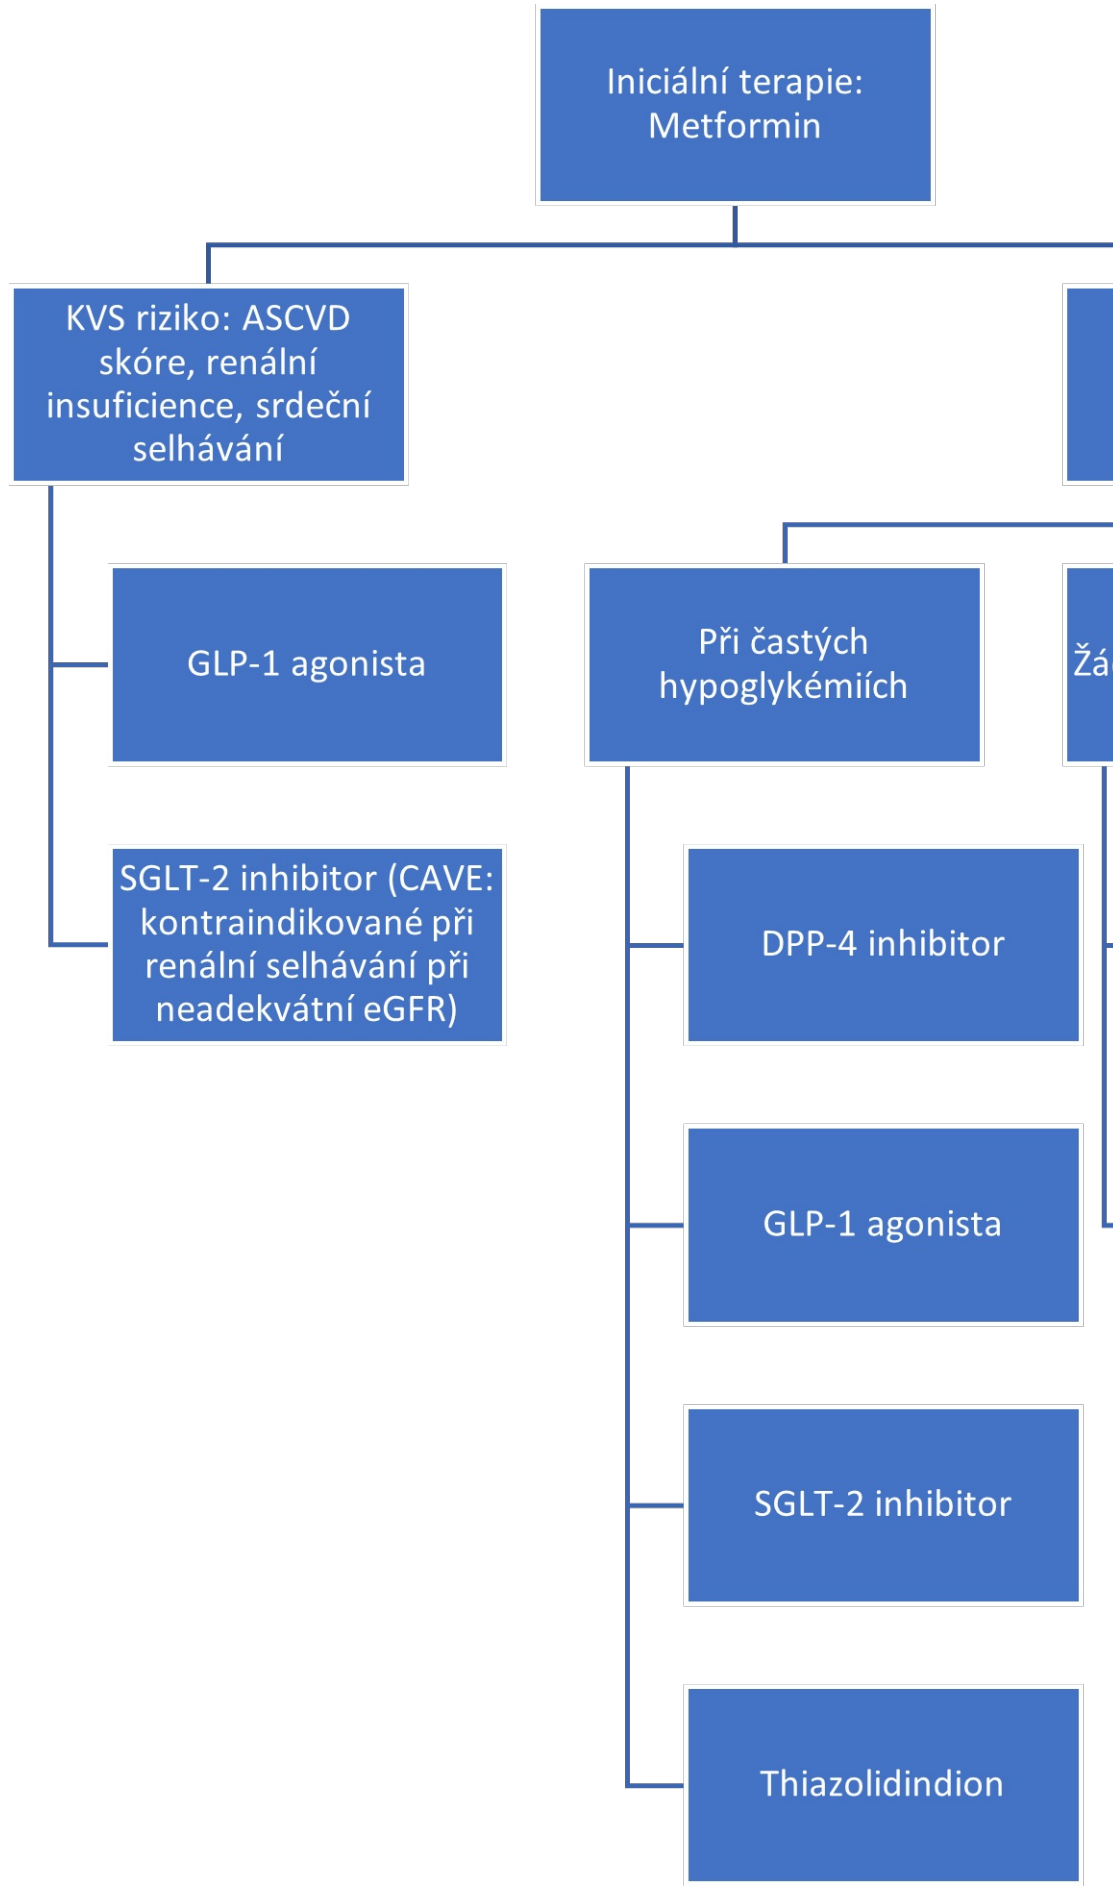 Iniciální terapie:
Metformin
KVS riziko: ASCVD
skóre, renální
insuficience, srdeční
selhávání
GLP-1 agonista
SGLT-2 inhibitor (CAVE:
kontraindikované při
renální selhávání při
neadekvátní eGFR)
Při častých
hypoglykémiích
DPP-4 inhibitor
GLP-1 agonista
SGLT-2 inhibitor
Thiazolidindion